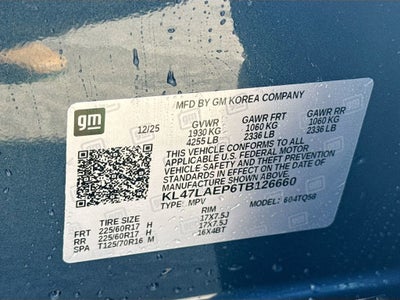 gm
MFD BY GM KOREA COMPANY
12/25 GVWR GAWR FRT GAWR RR
1930 KG 1060 KG 1060 KG
4255 LB 2336 LB 2336 LB
THIS VEHICLE CONFORMS TO ALL
APPLICABLE U.S. FEDERAL MOTOR
VEHICLE SAFETY STANDARDS
IN EFFECT ON THE DATE OF
MANUFACTURE SHOWN ABOVE.
KL47LAEP6TB126660
TYPE: MPV MODEL: 604TQ58
TIRE SIZE RIM
FRT 225/60R17 H 17X7.5J
RR 225/60R17 H 17X7.5J
SPA T125/70R16 M 16X4BT